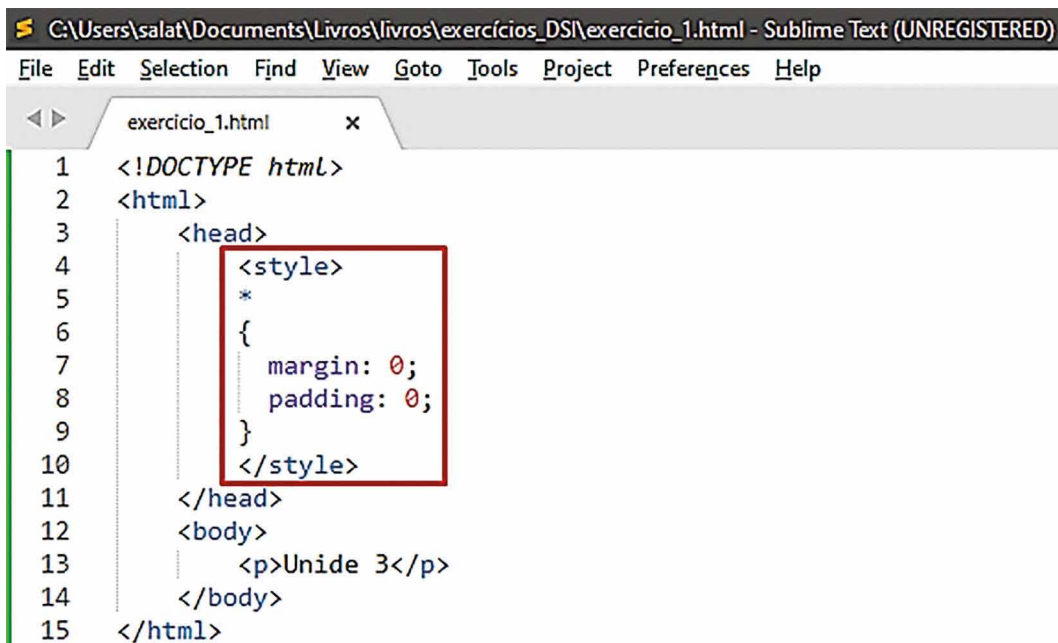 C:\Users\salat\Documents\Livros\livros\exercícios_DSI\exercicio_1.html - Sublime Text (UNREGISTERED)
File Edit Selection Find View Goto Tools Project Preferences Help
exercicio_1.html ×
1 <!DOCTYPE html>
2 <html>
3 <head>
4 <style>
5 *
6 {
7 margin: 0;
8 padding: 0;
9 }
10 </style>
11 </head>
12 <body>
13 <p>Unide 3</p>
14 </body>
15 </html>